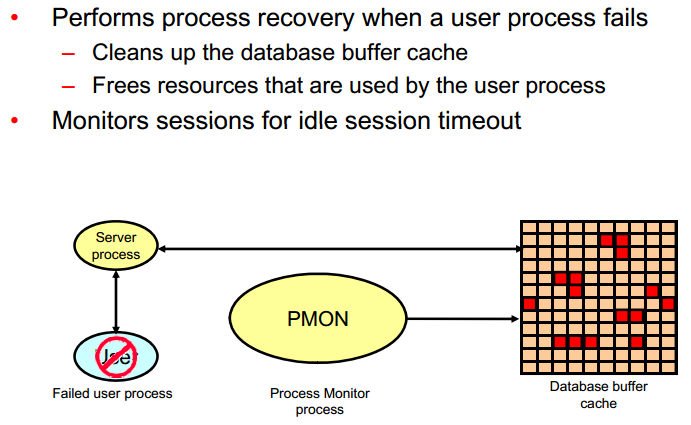 • Performs process recovery when a user process fails
– Cleans up the database buffer cache
– Frees resources that are used by the user process
• Monitors sessions for idle session timeout
Server
process
PMON
User
Failed user process
Process Monitor
process
Database buffer
cache